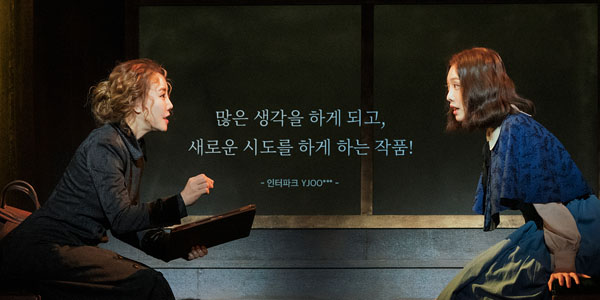 많은 생각을 하게 되고,
새로운 시도를 하게 하는 작품!
- 인터파크 YJOO*** -